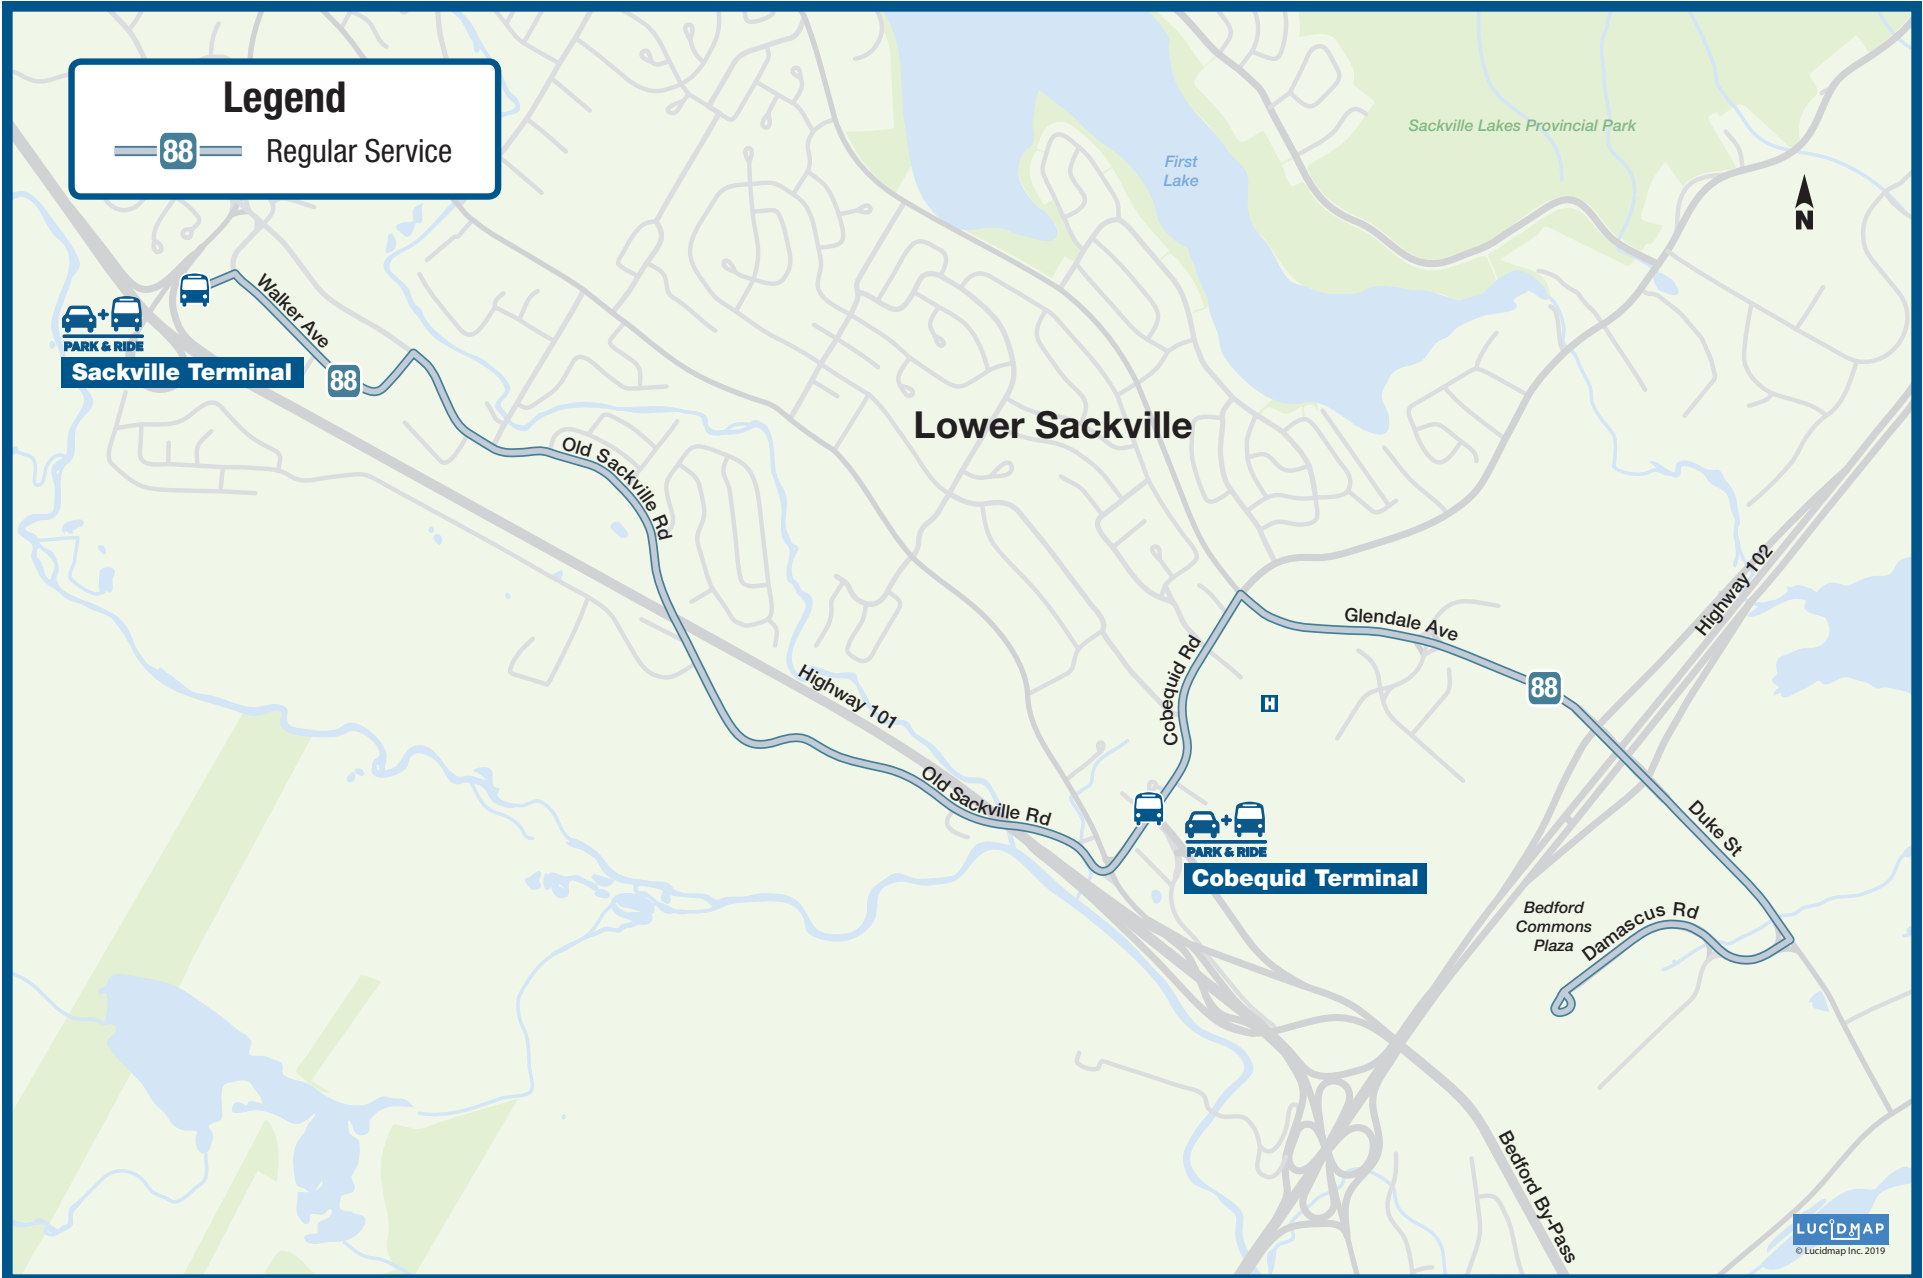 Legend
88 Regular Service
Sackville Lakes Provincial Park
First
Lake
N
Walker Ave
PARK & RIDE
Sackville Terminal
88
Lower Sackville
Old Sackville Rd
Highway 102
Glendale Ave
Cobequid Rd
Highway 101
88
H
Old Sackville Rd
PARK & RIDE
Cobequid Terminal
Duke St
Bedford
Commons
Plaza
Damascus Rd
Bedford By-Pass
LUCIDMAP
© Lucidmap Inc. 2019